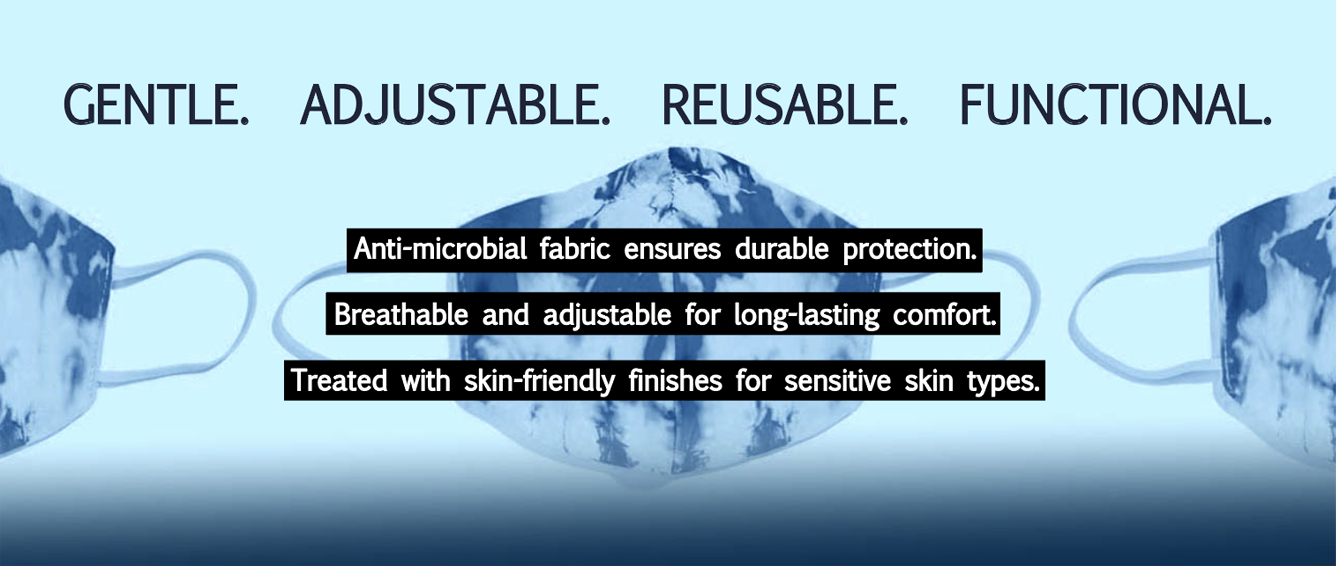 GENTLE. ADJUSTABLE. REUSABLE. FUNCTIONAL.
Anti-microbial fabric ensures durable protection.
Breathable and adjustable for long-lasting comfort.
Treated with skin-friendly finishes for sensitive skin types.